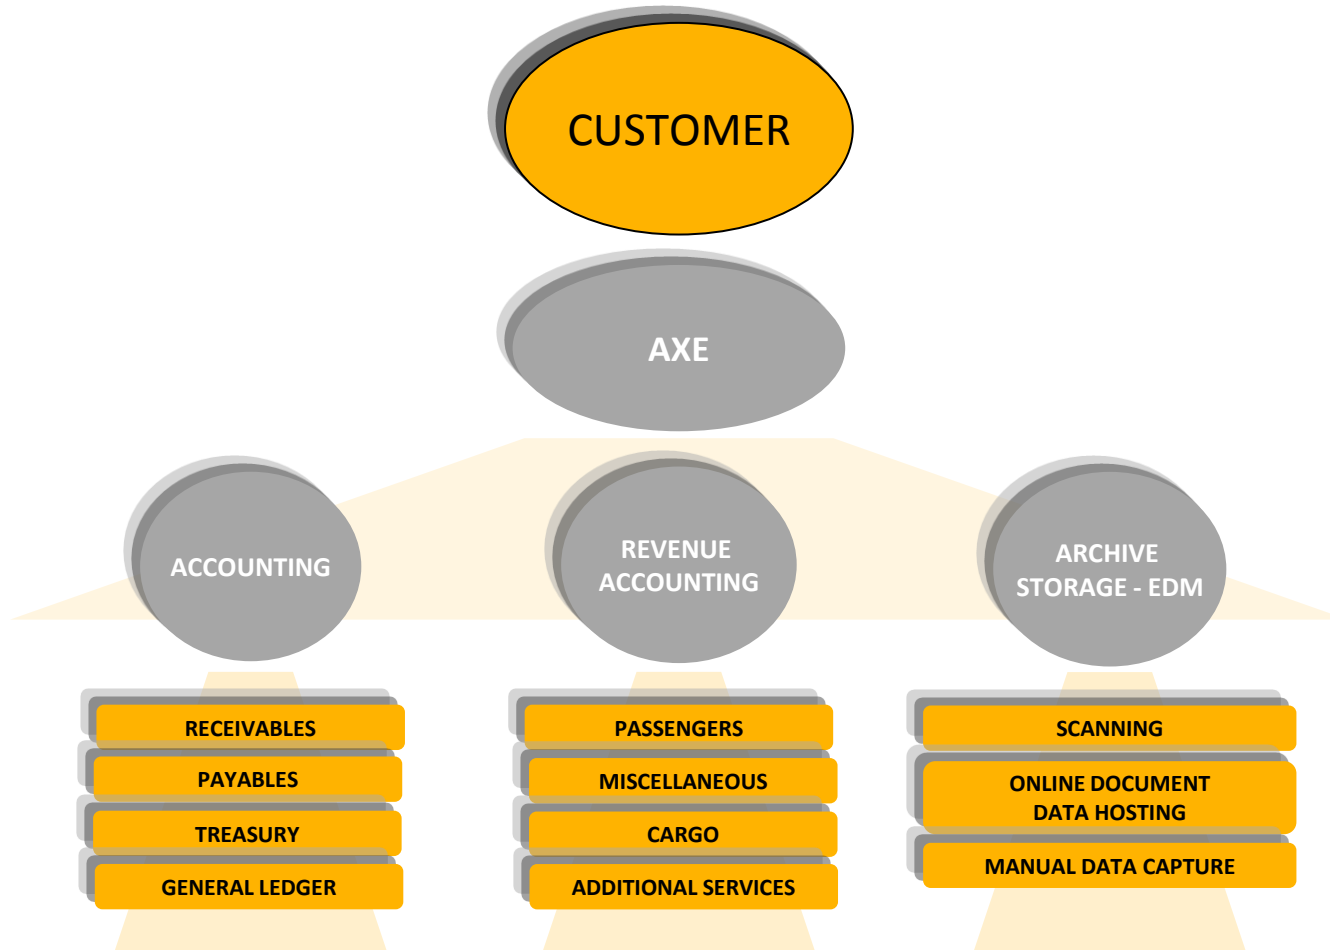 CUSTOMER
AXE
ACCOUNTING
REVENUE
ACCOUNTING
ARCHIVE
STORAGE - EDM
RECEIVABLES
PAYABLES
TREASURY
GENERAL LEDGER
PASSENGERS
MISCELLANEOUS
CARGO
ADDITIONAL SERVICES
SCANNING
ONLINE DOCUMENT
DATA HOSTING
MANUAL DATA CAPTURE